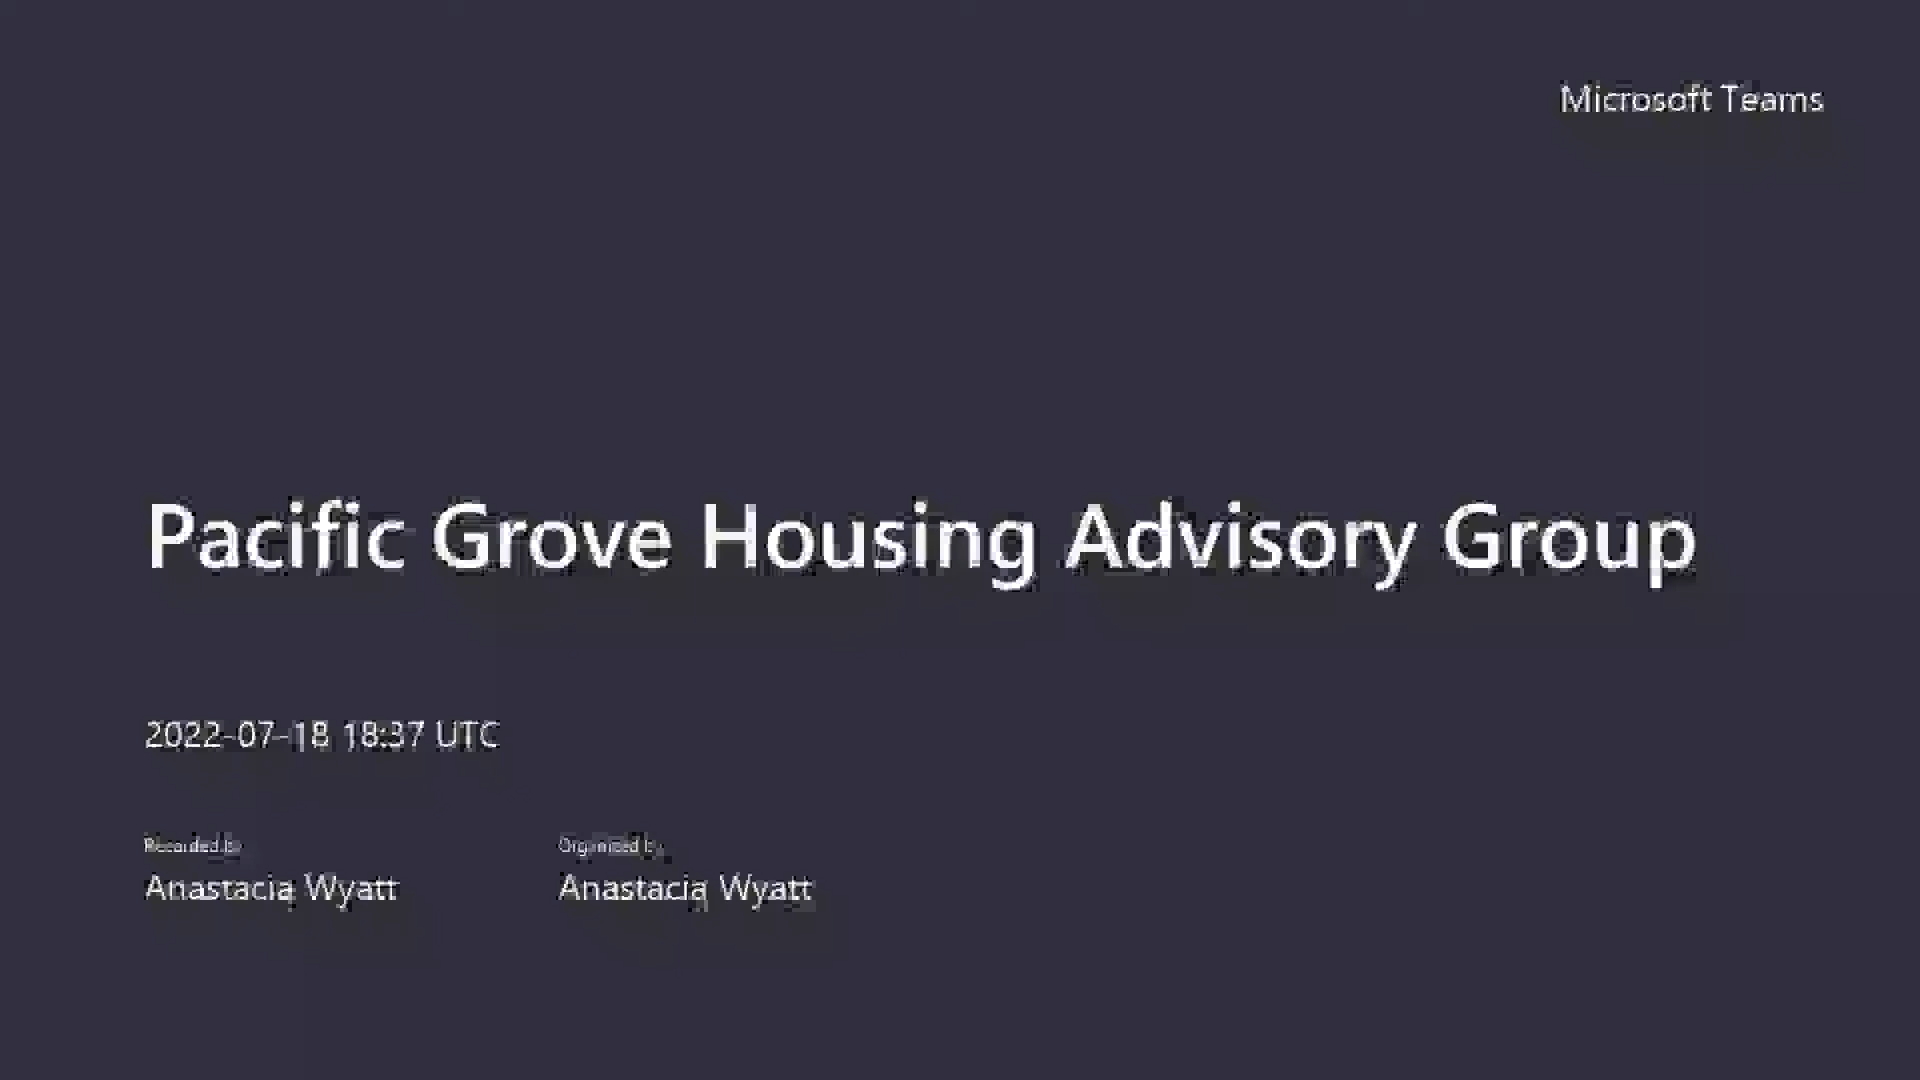 Microsoft Teams
Pacific Grove Housing Advisory Group
2022-07-18 18:37 UTC
Recorded by
Organized by
Anastacia Wyatt
Anastacia Wyatt